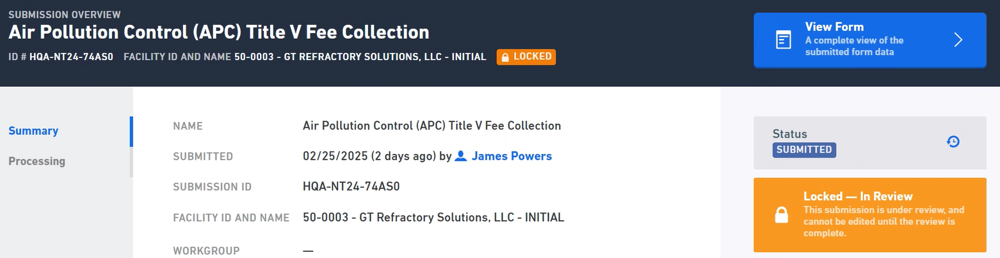 SUBMISSION OVERVIEW
Air Pollution Control (APC) Title V Fee Collection
ID # HQA-NT24-74AS0 FACILITY ID AND NAME 50-0003 - GT REFRACTORY SOLUTIONS, LLC - INITIAL LOCKED
View Form
A complete view of the
submitted form data
Summary
Processing
NAME Air Pollution Control (APC) Title V Fee Collection
SUBMITTED 02/25/2025 (2 days ago) by James Powers
SUBMISSION ID HQA-NT24-74AS0
FACILITY ID AND NAME 50-0003 - GT Refractory Solutions, LLC - INITIAL
WORKGROUP —
Status
SUBMITTED
Locked — In Review
This submission is under review, and
cannot be edited until the review is
complete.